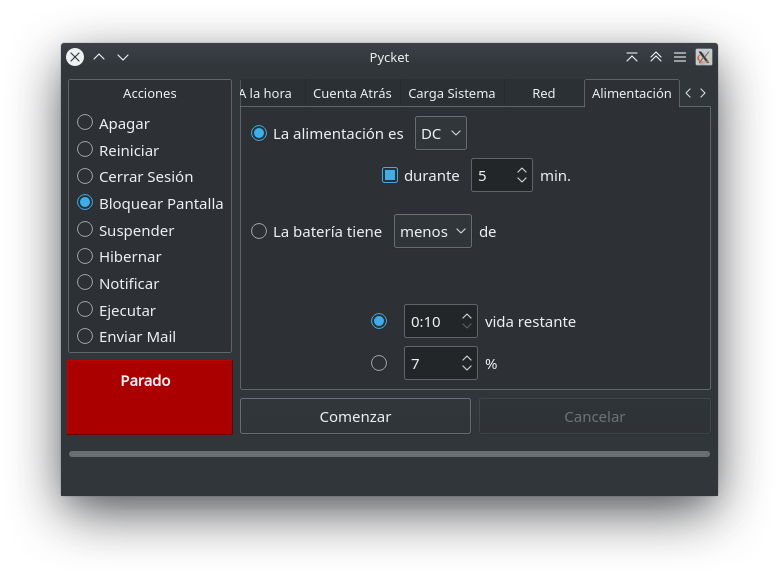 Pycket
Acciones
A la hora Cuenta Atrás Carga Sistema Red Alimentación
Apagar
Reiniciar
Cerrar Sesión
Bloquear Pantalla
Suspender
Hibernar
Notificar
Ejecutar
Enviar Mail
La alimentación es DC
durante 5 min.
La batería tiene menos de
0:10 vida restante
7 %
Parado
Comenzar Cancelar